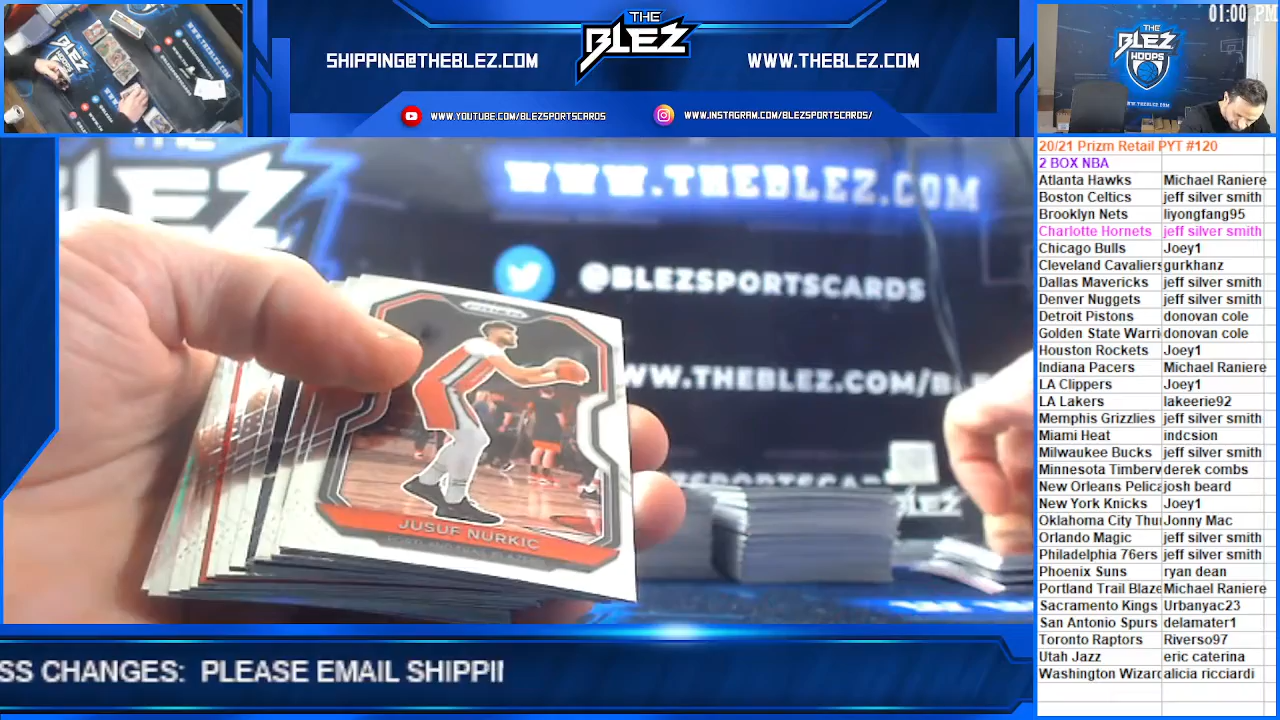 THE
BLEZ
SHIPPING@THEBLEZ.COM
WWW.THEBLEZ.COM
WWW.YOUTUBE.COM/BLEZSPORTSCARDS
WWW.INSTAGRAM.COM/BLEZSPORTSCARDS/
01:00 PM
THE
BLEZ
HOOPS
WWW.THEBLEZ.COM
@BLEZSPORTSCARDS
WWW.THEBLEZ.COM/B
PRIZM
JUSUF NURKIC
PORTLAND TRAIL BLAZERS
20/21 Prizm Retail PYT #120
2 BOX NBA
Atlanta Hawks Michael Raniere
Boston Celtics jeff silver smith
Brooklyn Nets liyongfang95
Charlotte Hornets jeff silver smith
Chicago Bulls Joey1
Cleveland Cavaliers gurkhanz
Dallas Mavericks jeff silver smith
Denver Nuggets jeff silver smith
Detroit Pistons donovan cole
Golden State Warri donovan cole
Houston Rockets Joey1
Indiana Pacers Michael Raniere
LA Clippers Joey1
LA Lakers lakeerie92
Memphis Grizzlies jeff silver smith
Miami Heat indcsion
Milwaukee Bucks jeff silver smith
Minnesota Timberw derek combs
New Orleans Pelica josh beard
New York Knicks Joey1
Oklahoma City Thu Jonny Mac
Orlando Magic jeff silver smith
Philadelphia 76ers jeff silver smith
Phoenix Suns ryan dean
Portland Trail Blaze Michael Raniere
Sacramento Kings Urbanyac23
San Antonio Spurs delamater1
Toronto Raptors Riverso97
Utah Jazz eric caterina
Washington Wizard alicia ricciardi
SS CHANGES: PLEASE EMAIL SHIPPII